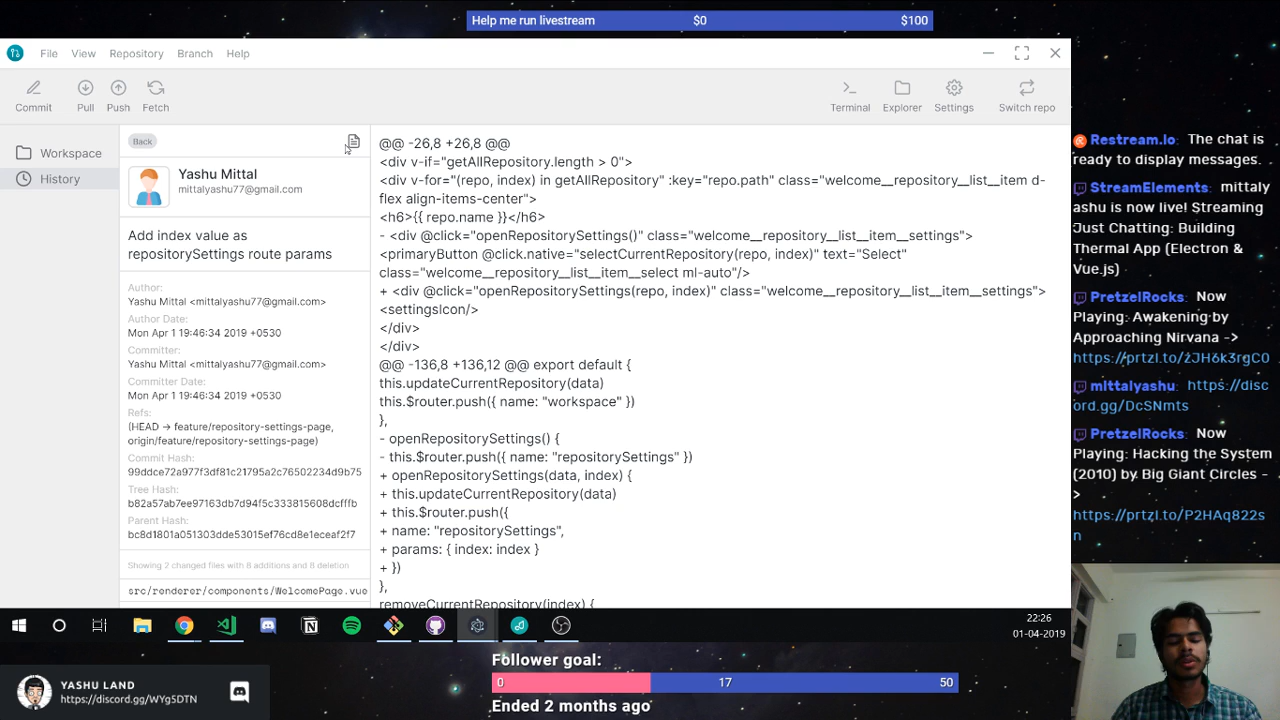 Help me run livestream $0 $100
File View Repository Branch Help
Commit Pull Push Fetch Terminal Explorer Settings Switch repo
Workspace
History
Back
Yashu Mittal
mittalyashu77@gmail.com
Add index value as
repositorySettings route params
Author:
Yashu Mittal <mittalyashu77@gmail.com>
Author Date:
Mon Apr 1 19:46:34 2019 +0530
Committer:
Yashu Mittal <mittalyashu77@gmail.com>
Committer Date:
Mon Apr 1 19:46:34 2019 +0530
Refs:
(HEAD → feature/repository-settings-page,
origin/feature/repository-settings-page)
Commit Hash:
99ddce72a977f3df81c21795a2c76502234d9b75
Tree Hash:
b82a57ab7ee97163db7d94f5c333815608dcfffb
Parent Hash:
bc8d1801a051303dde53015ef76cd8e1eceaf2f7
Showing 2 changed files with 8 additions and 8 deletion
src/renderer/components/WelcomePage.vue
@@ -26,8 +26,8 @@
<div v-if="getAllRepository.length > 0">
<div v-for="(repo, index) in getAllRepository" :key="repo.path" class="welcome__repository__list__item d-
flex align-items-center">
<h6>{{ repo.name }}</h6>
- <div @click="openRepositorySettings()" class="welcome__repository__list__item__settings">
<primaryButton @click.native="selectCurrentRepository(repo, index)" text="Select"
class="welcome__repository__list__item__select ml-auto"/>
+ <div @click="openRepositorySettings(repo, index)" class="welcome__repository__list__item__settings">
<settingsIcon/>
</div>
</div>
@@ -136,8 +136,12 @@ export default {
this.updateCurrentRepository(data)
this.$router.push({ name: "workspace" })
},
- openRepositorySettings() {
- this.$router.push({ name: "repositorySettings" })
+ openRepositorySettings(data, index) {
+ this.updateCurrentRepository(data)
+ this.$router.push({
+ name: "repositorySettings",
+ params: { index: index }
+ })
},
removeCurrentRepository(index) {
Restream.io: The chat is
ready to display messages.
StreamElements: mittaly
ashu is now live! Streaming
Just Chatting: Building
Thermal App (Electron &
Vue.js)
PretzelRocks: Now
Playing: Awakening by
Approaching Nirvana ->
https://prtzl.to/zJH6k3rgC0
mittalyashu: https://disc
ord.gg/DcSNmts
PretzelRocks: Now
Playing: Hacking the System
(2010) by Big Giant Circles -
>
https://prtzl.to/P2HAq822s
n
22:26
01-04-2019
YASHU LAND
https://discord.gg/WYg5DTN
Follower goal:
0 17 50
Ended 2 months ago